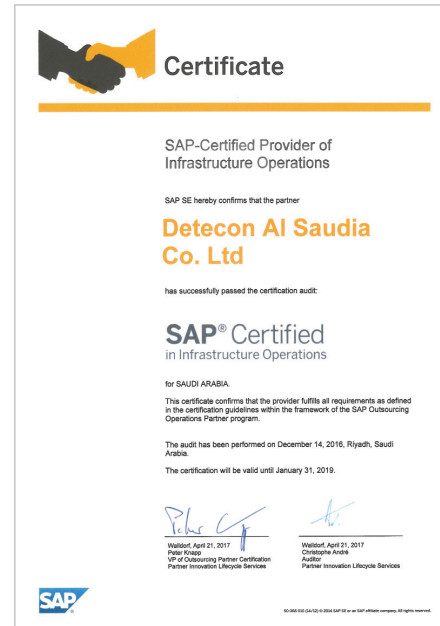 Certificate
SAP-Certified Provider of
Infrastructure Operations
SAP SE hereby confirms that the partner
Detecon Al Saudia
Co. Ltd
has successfully passed the certification audit:
SAP® Certified
in Infrastructure Operations
for SAUDI ARABIA.
This certificate confirms that the provider fulfills all requirements as defined
in the certification guidelines within the framework of the SAP Outsourcing
Operations Partner program.
The audit has been performed on December 14, 2016, Riyadh, Saudi
Arabia.
The certification will be valid until January 31, 2019.
Walldorf, April 21, 2017
Peter Knapp
VP of Outsourcing Partner Certification
Partner Innovation Lifecycle Services
Walldorf, April 21, 2017
Christophe André
Auditor
Partner Innovation Lifecycle Services
SAP
50 066 010 (14/12) © 2014 SAP SE or an SAP affiliate company. All rights reserved.